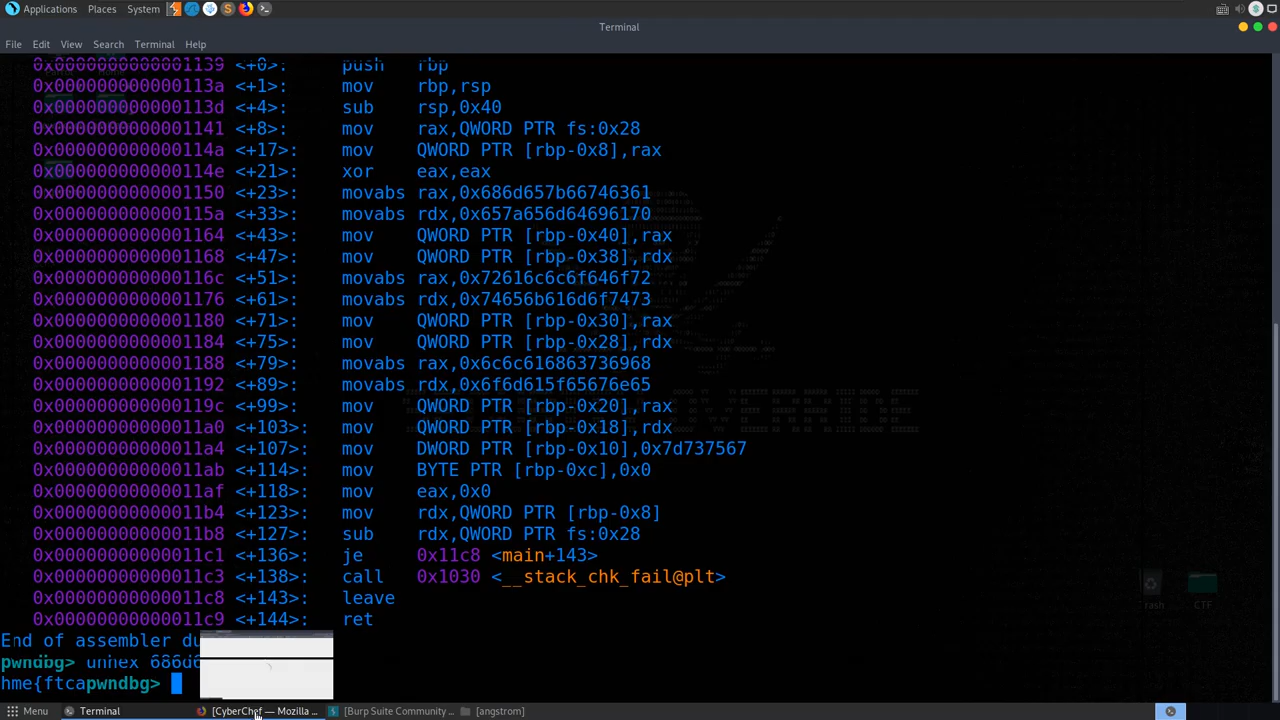 Applications Places System
Terminal
File Edit View Search Terminal Help
0x0000000000001139 <+0>: push rbp
0x000000000000113a <+1>: mov rbp,rsp
0x000000000000113d <+4>: sub rsp,0x40
0x0000000000001141 <+8>: mov rax,QWORD PTR fs:0x28
0x000000000000114a <+17>: mov QWORD PTR [rbp-0x8],rax
0x000000000000114e <+21>: xor eax,eax
0x0000000000001150 <+23>: movabs rax,0x686d657b66746361
0x000000000000115a <+33>: movabs rdx,0x657a656d64696170
0x0000000000001164 <+43>: mov QWORD PTR [rbp-0x40],rax
0x0000000000001168 <+47>: mov QWORD PTR [rbp-0x38],rdx
0x000000000000116c <+51>: movabs rax,0x72616c6c6f646f72
0x0000000000001176 <+61>: movabs rdx,0x74656b616d6f7473
0x0000000000001180 <+71>: mov QWORD PTR [rbp-0x30],rax
0x0000000000001184 <+75>: mov QWORD PTR [rbp-0x28],rdx
0x0000000000001188 <+79>: movabs rax,0x6c6c616863736968
0x0000000000001192 <+89>: movabs rdx,0x6f6d615f65676e65
0x000000000000119c <+99>: mov QWORD PTR [rbp-0x20],rax
0x00000000000011a0 <+103>: mov QWORD PTR [rbp-0x18],rdx
0x00000000000011a4 <+107>: mov DWORD PTR [rbp-0x10],0x7d737567
0x00000000000011ab <+114>: mov BYTE PTR [rbp-0xc],0x0
0x00000000000011af <+118>: mov eax,0x0
0x00000000000011b4 <+123>: mov rdx,QWORD PTR [rbp-0x8]
0x00000000000011b8 <+127>: sub rdx,QWORD PTR fs:0x28
0x00000000000011c1 <+136>: je 0x11c8 <main+143>
0x00000000000011c3 <+138>: call 0x1030 <__stack_chk_fail@plt>
0x00000000000011c8 <+143>: leave
0x00000000000011c9 <+144>: ret
rash CTF
End of assembler du
pwndbg> unhex 686d6
hme{ftcapwndbg>
Menu Terminal [CyberChef — Mozilla ... [Burp Suite Community ... [angstrom]